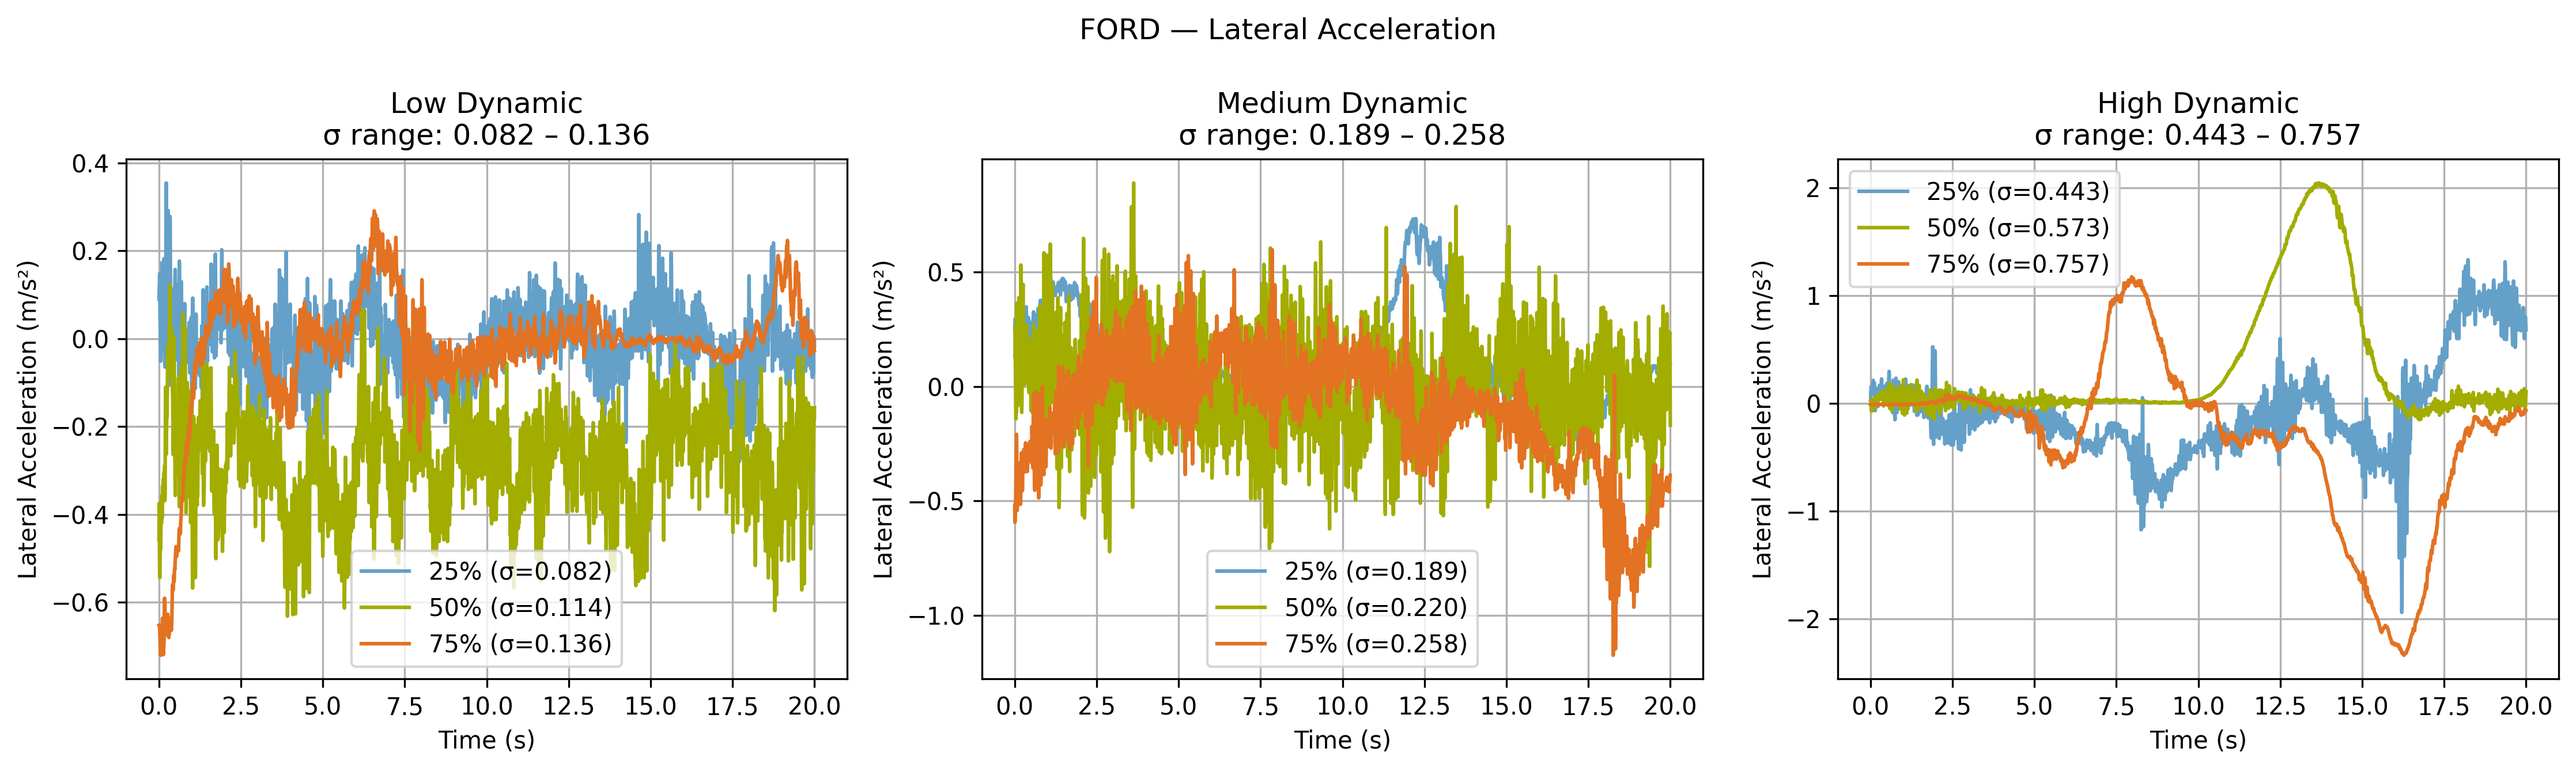 FORD — Lateral Acceleration
Low Dynamic
σ range: 0.082 – 0.136
Lateral Acceleration (m/s²)
0.4
0.2
0.0
−0.2
−0.4
−0.6
25% (σ=0.082)
50% (σ=0.114)
75% (σ=0.136)
0.0 2.5 5.0 7.5 10.0 12.5 15.0 17.5 20.0
Time (s)
Medium Dynamic
σ range: 0.189 – 0.258
Lateral Acceleration (m/s²)
0.5
0.0
−0.5
−1.0
25% (σ=0.189)
50% (σ=0.220)
75% (σ=0.258)
0.0 2.5 5.0 7.5 10.0 12.5 15.0 17.5 20.0
Time (s)
High Dynamic
σ range: 0.443 – 0.757
Lateral Acceleration (m/s²)
2
1
0
−1
−2
25% (σ=0.443)
50% (σ=0.573)
75% (σ=0.757)
0.0 2.5 5.0 7.5 10.0 12.5 15.0 17.5 20.0
Time (s)